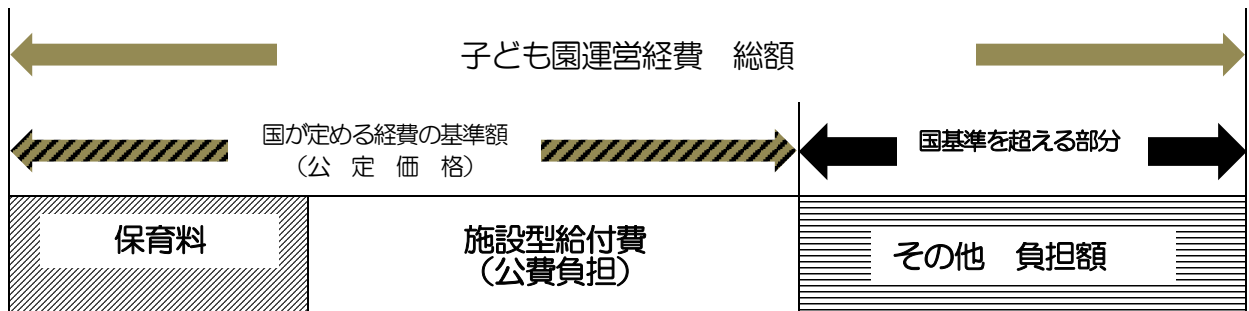 子ども園運営経費　総額
国が定める経費の基準額
（公　定　価　格）
国基準を超える部分
保育料
施設型給付費
（公費負担）
その他　負担額